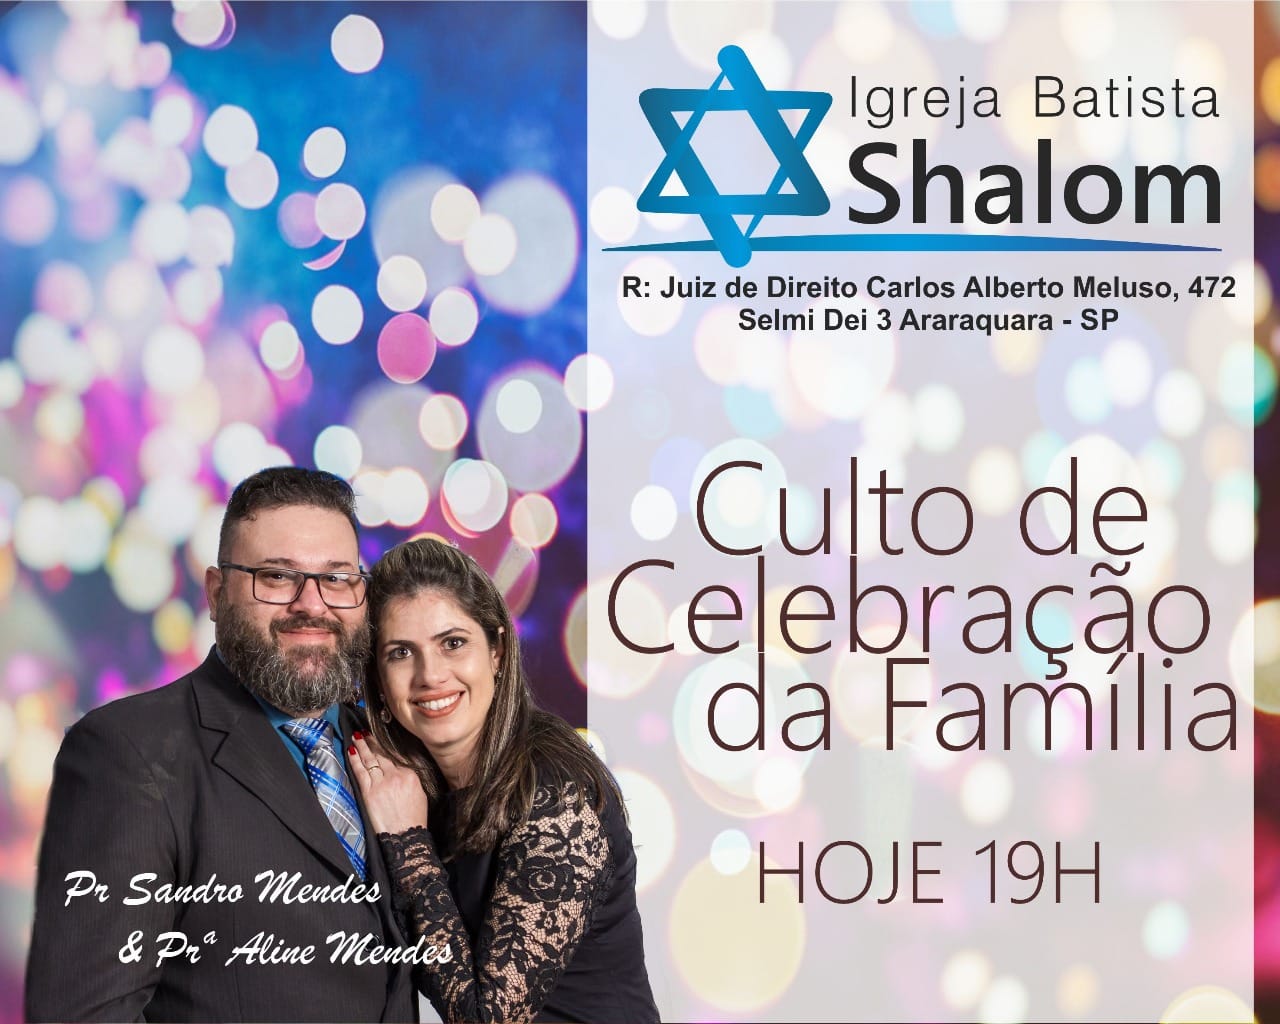 Igreja Batista
Shalom
R: Juiz de Direito Carlos Alberto Meluso, 472
Selmi Dei 3 Araraquara - SP
Culto de
Celebração
da Família
HOJE 19H
Pr Sandro Mendes
& Prª Aline Mendes